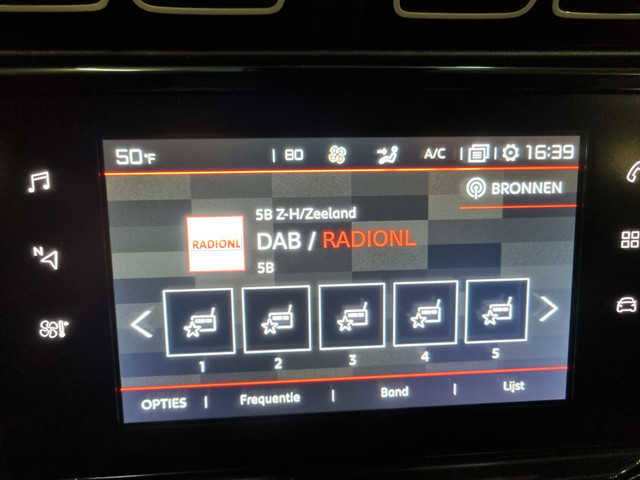 50°F | 80 A/C | | 16:39
BRONNEN
5B Z-H/Zeeland
RADIONL
DAB / RADIONL
5B
1 2 3 4 5
OPTIES | Frequentie | Band | Lijst
N